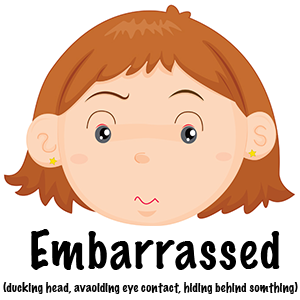 Embarrassed
(ducking head, avaoiding eye contact, hiding behind somthing)